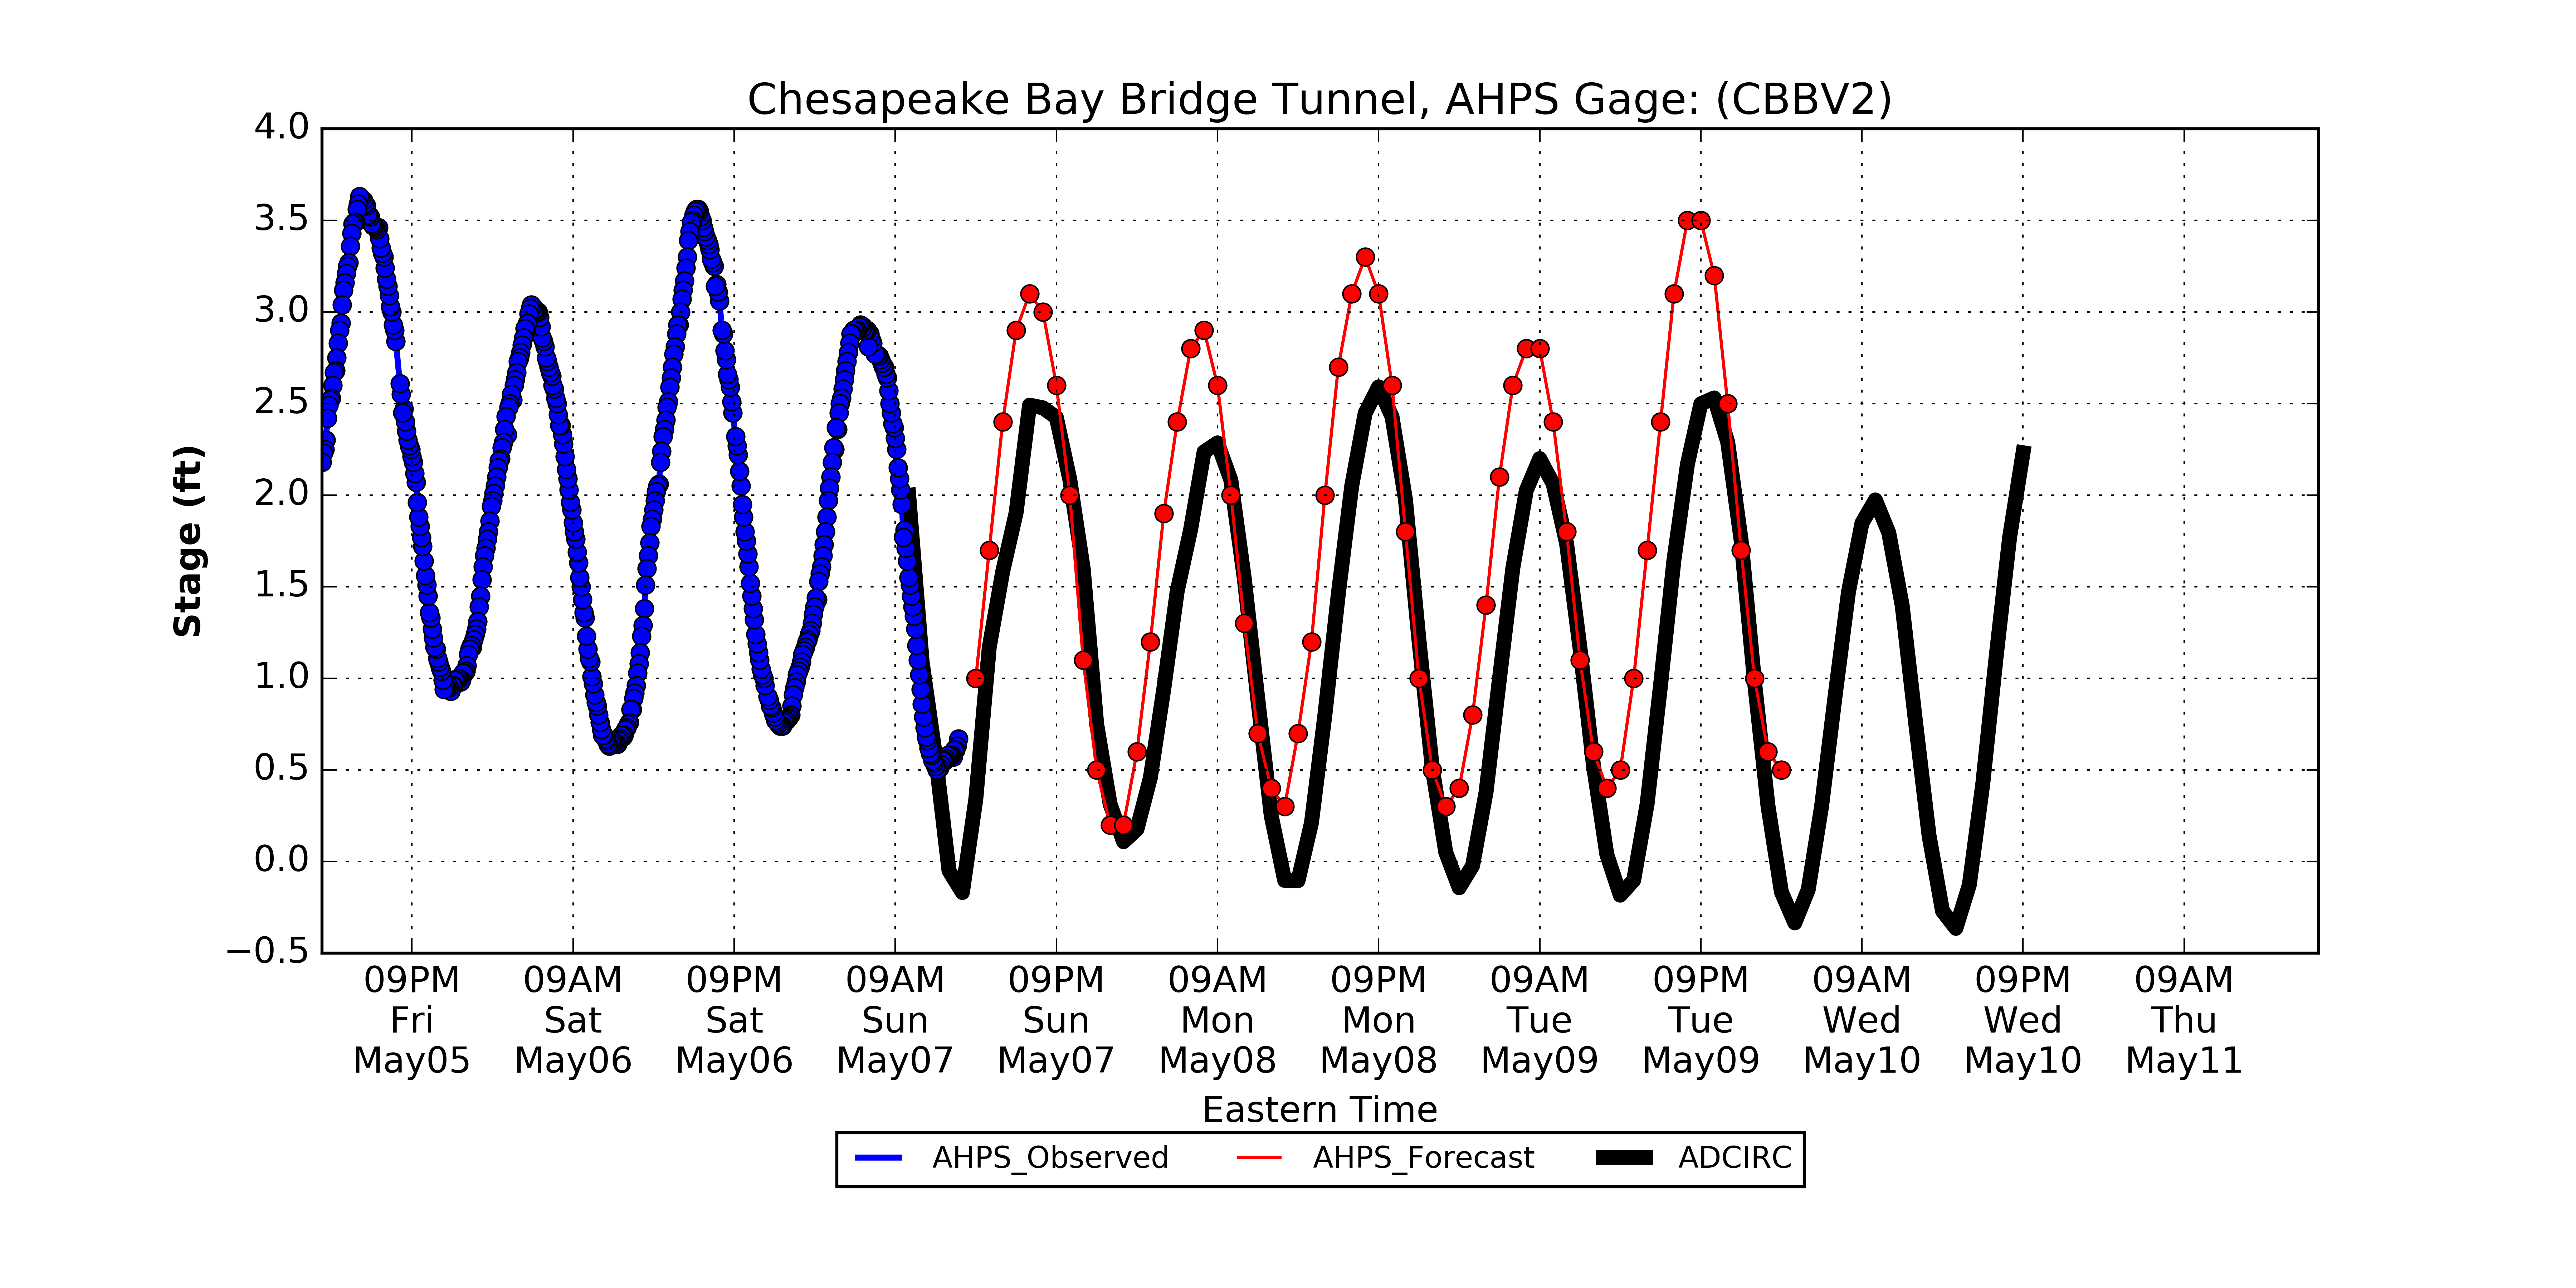 Chesapeake Bay Bridge Tunnel, AHPS Gage: (CBBV2)
4.0
3.5
3.0
2.5
2.0
1.5
1.0
0.5
0.0
−0.5
Stage (ft)
09PM 09AM 09PM 09AM 09PM 09AM 09PM 09AM 09PM 09AM 09PM 09AM
Fri Sat Sat Sun Sun Mon Mon Tue Tue Wed Wed Thu
May05 May06 May06 May07 May07 May08 May08 May09 May09 May10 May10 May11
Eastern Time
AHPS_Observed AHPS_Forecast ADCIRC